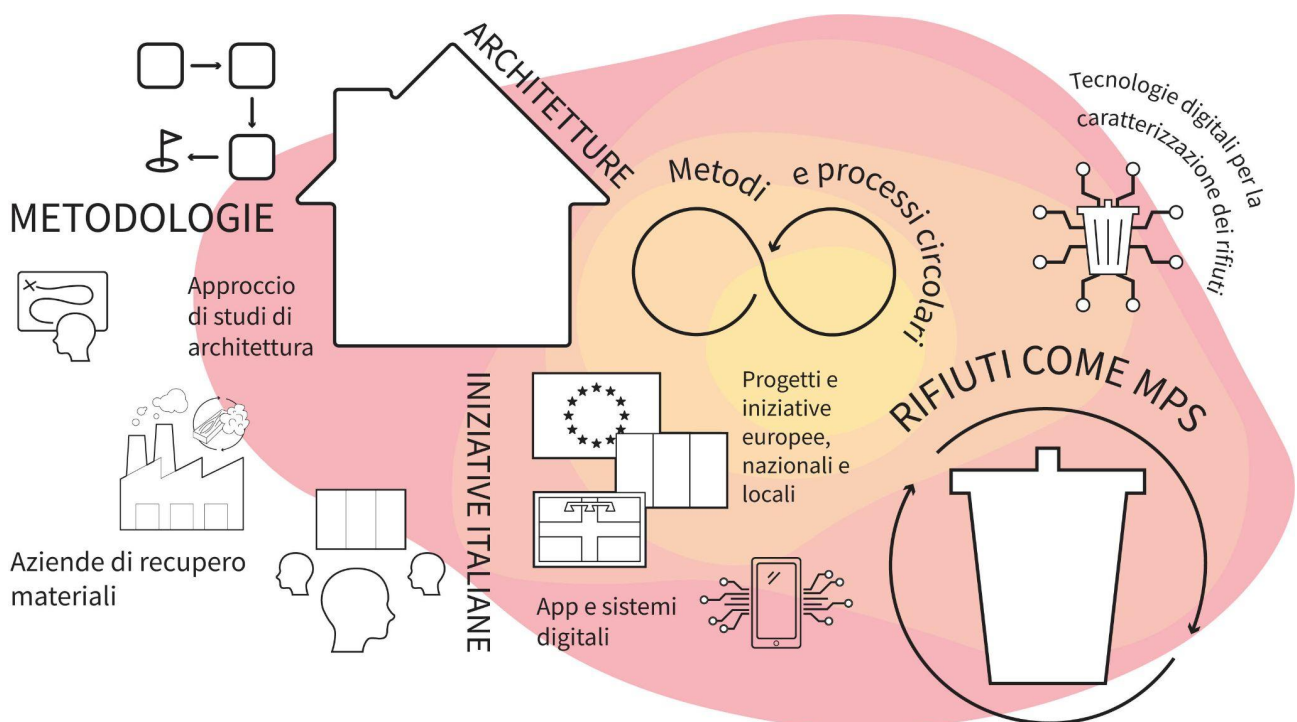 ARCHITETTURE
Tecnologie digitali per la
caratterizzazione dei rifiuti
Metodi e processi circolari
METODOLOGIE
Approccio
di studi di
architettura
INIZIATIVE ITALIANE
Progetti e
iniziative
europee,
nazionali e
locali
RIFIUTI COME MPS
Aziende di recupero
materiali
App e sistemi
digitali